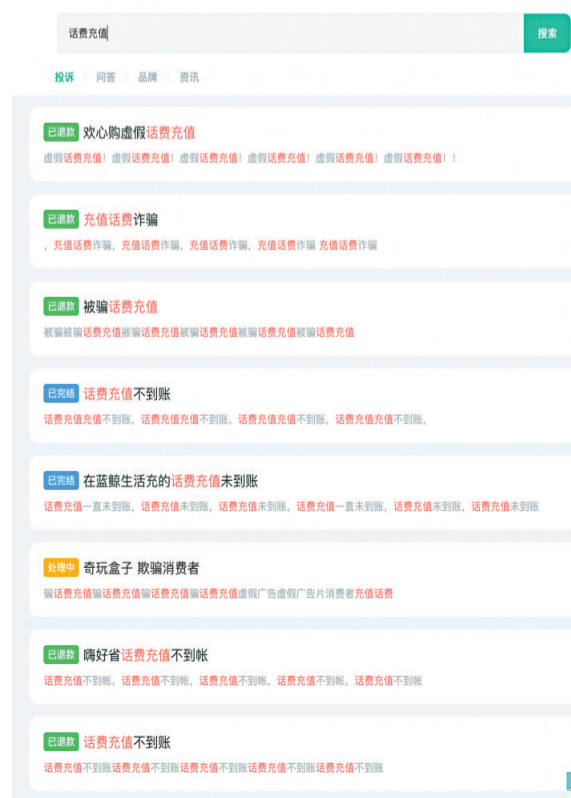 话费充值
搜索
投诉 问答 品牌 资讯
已退款 欢心购虚假话费充值
虚假话费充值！虚假话费充值！虚假话费充值！虚假话费充值！虚假话费充值！虚假话费充值！！
已退款 充值话费诈骗
，充值话费诈骗，充值话费诈骗，充值话费诈骗，充值话费诈骗 充值话费诈骗
已退款 被骗话费充值
被骗被骗话费充值被骗话费充值被骗话费充值被骗话费充值被骗话费充值
已完结 话费充值不到账
话费充值充值不到账，话费充值充值不到账，话费充值充值不到账，话费充值充值不到账，
已完结 在蓝鲸生活充的话费充值未到账
话费充值一直未到账，话费充值未到账，话费充值未到账，话费充值一直未到账，话费充值未到账，话费充值未到账
处理中 奇玩盒子 欺骗消费者
骗话费充值骗话费充值骗话费充值骗话费充值虚假广告虚假广告片消费者充值话费
已退款 嗨好省话费充值不到帐
话费充值不到帐，话费充值不到帐，话费充值不到帐，话费充值不到帐，话费充值不到帐
已退款 话费充值不到账
话费充值不到账话费充值不到账话费充值不到账话费充值不到账话费充值不到账